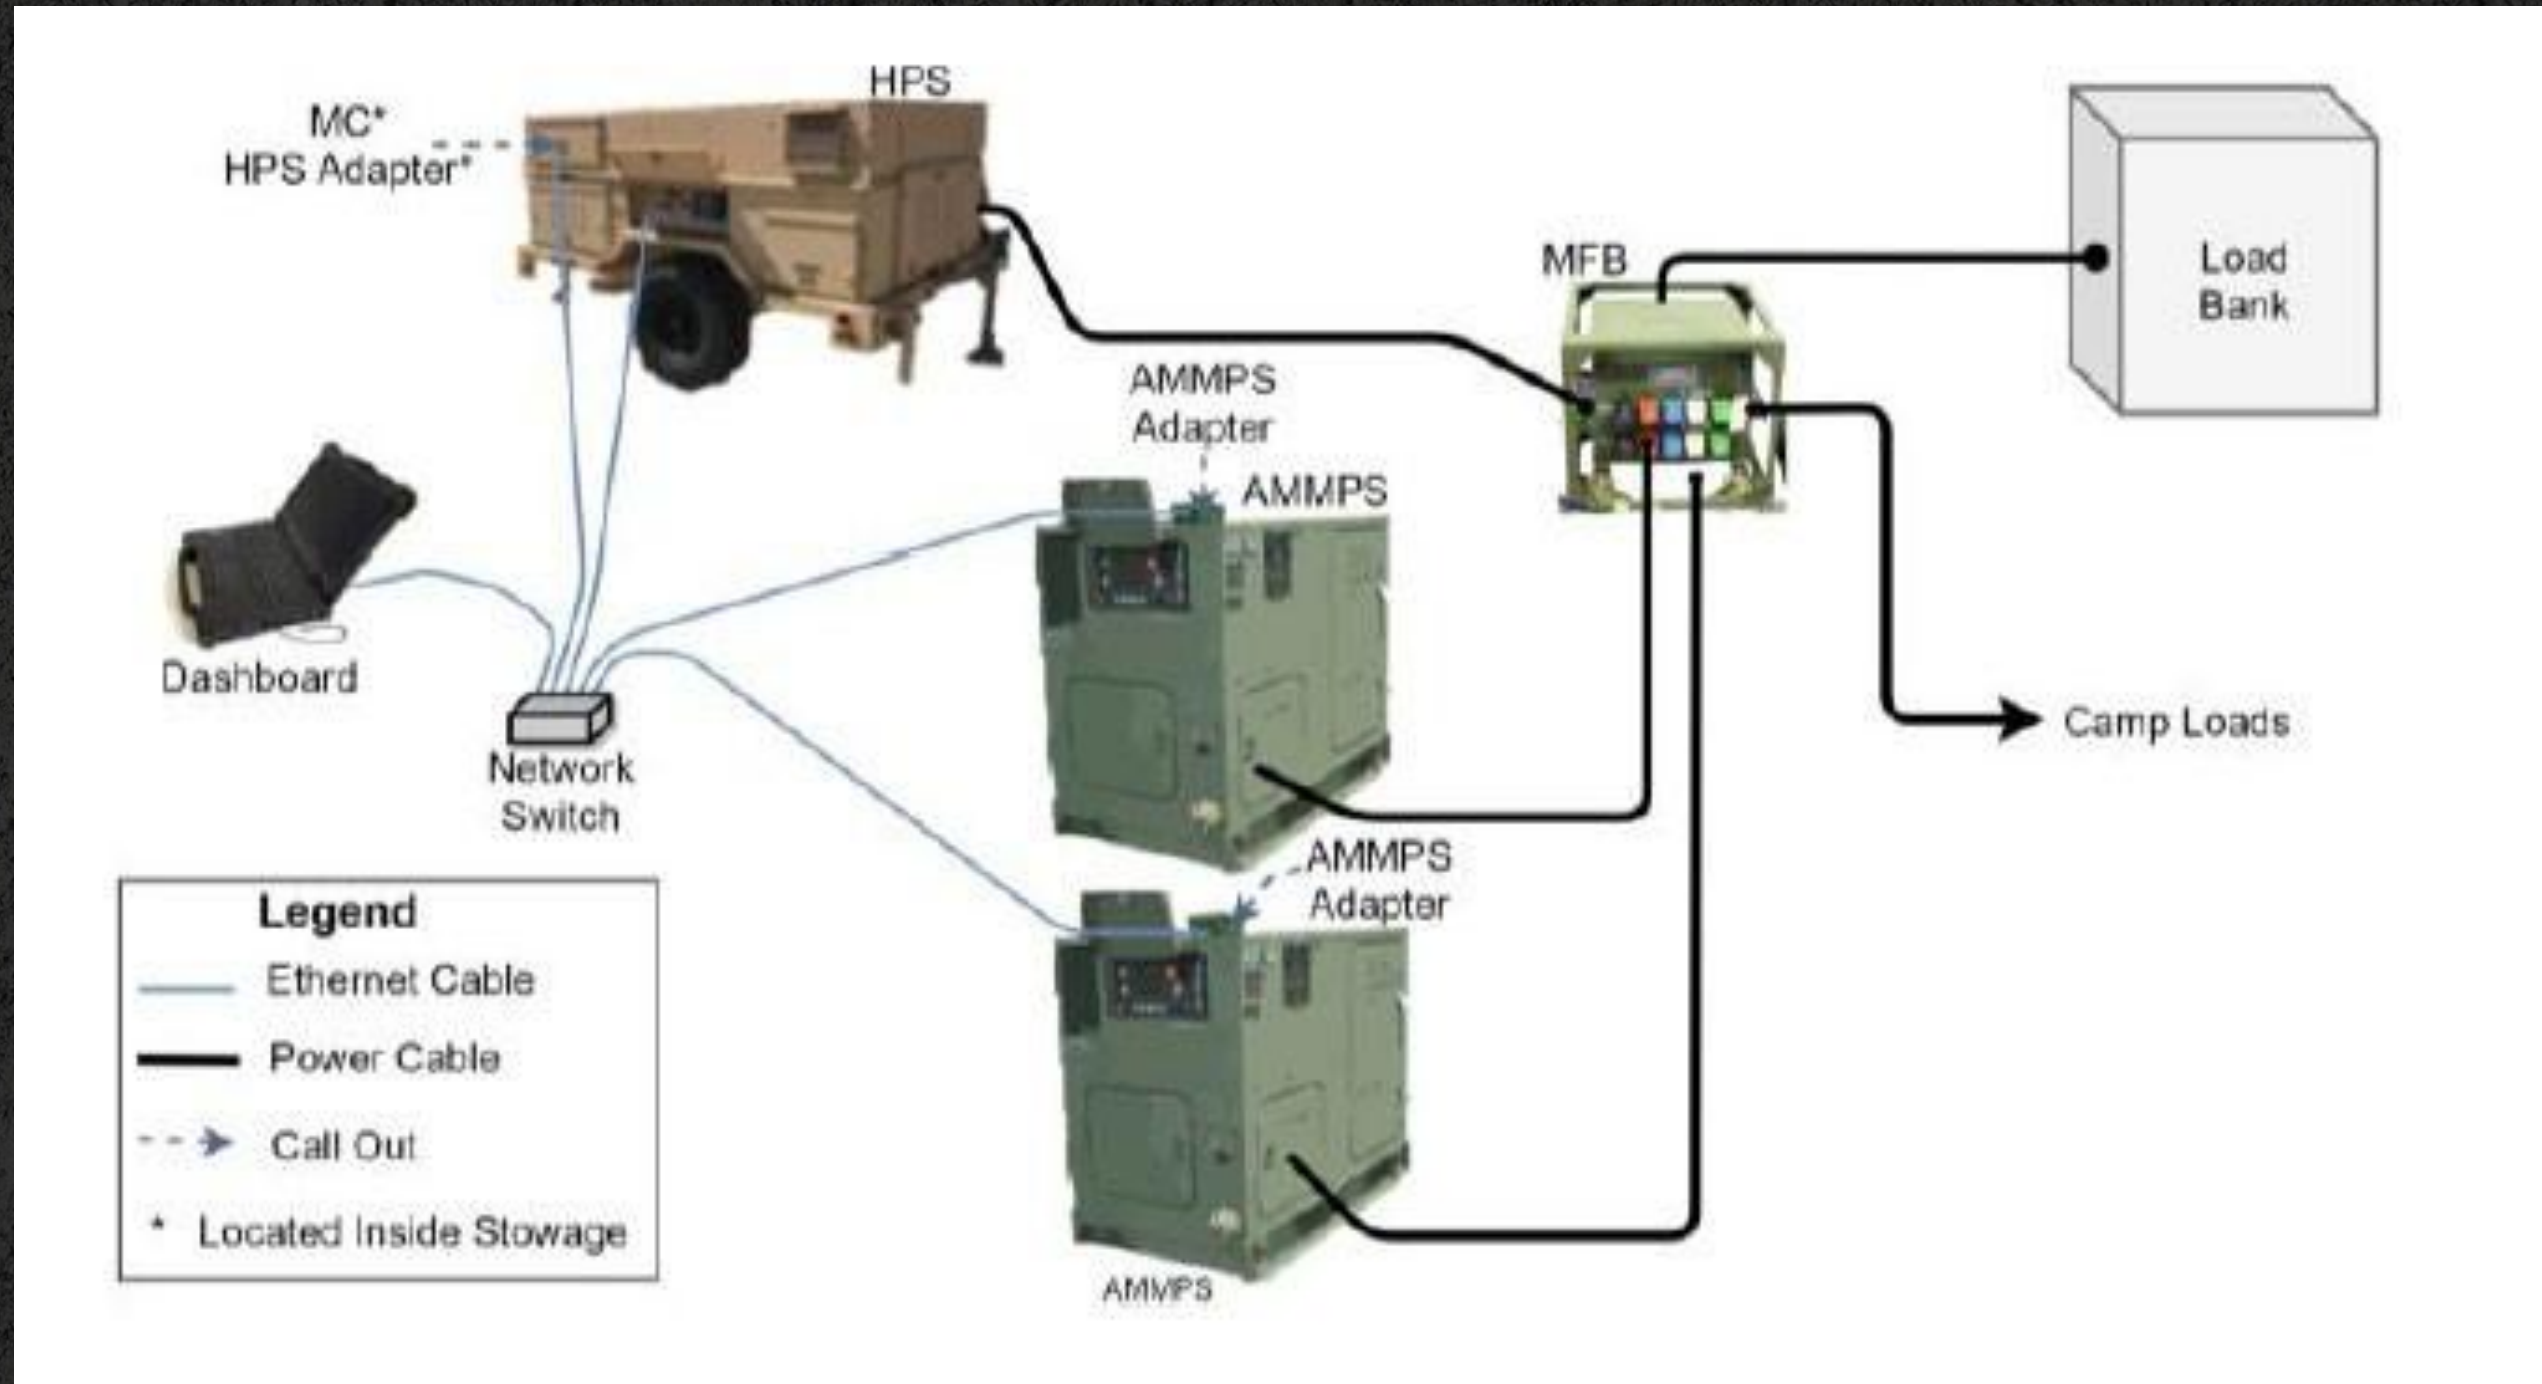 HPS
MC*
HPS Adapter*
MFB
Load
Bank
AMMPS
Adapter
AMMPS
Dashboard
Camp Loads
Network
Switch
AMMPS
Adapter
AMMPS
Legend
Ethernet Cable
Power Cable
Call Out
* Located Inside Stowage